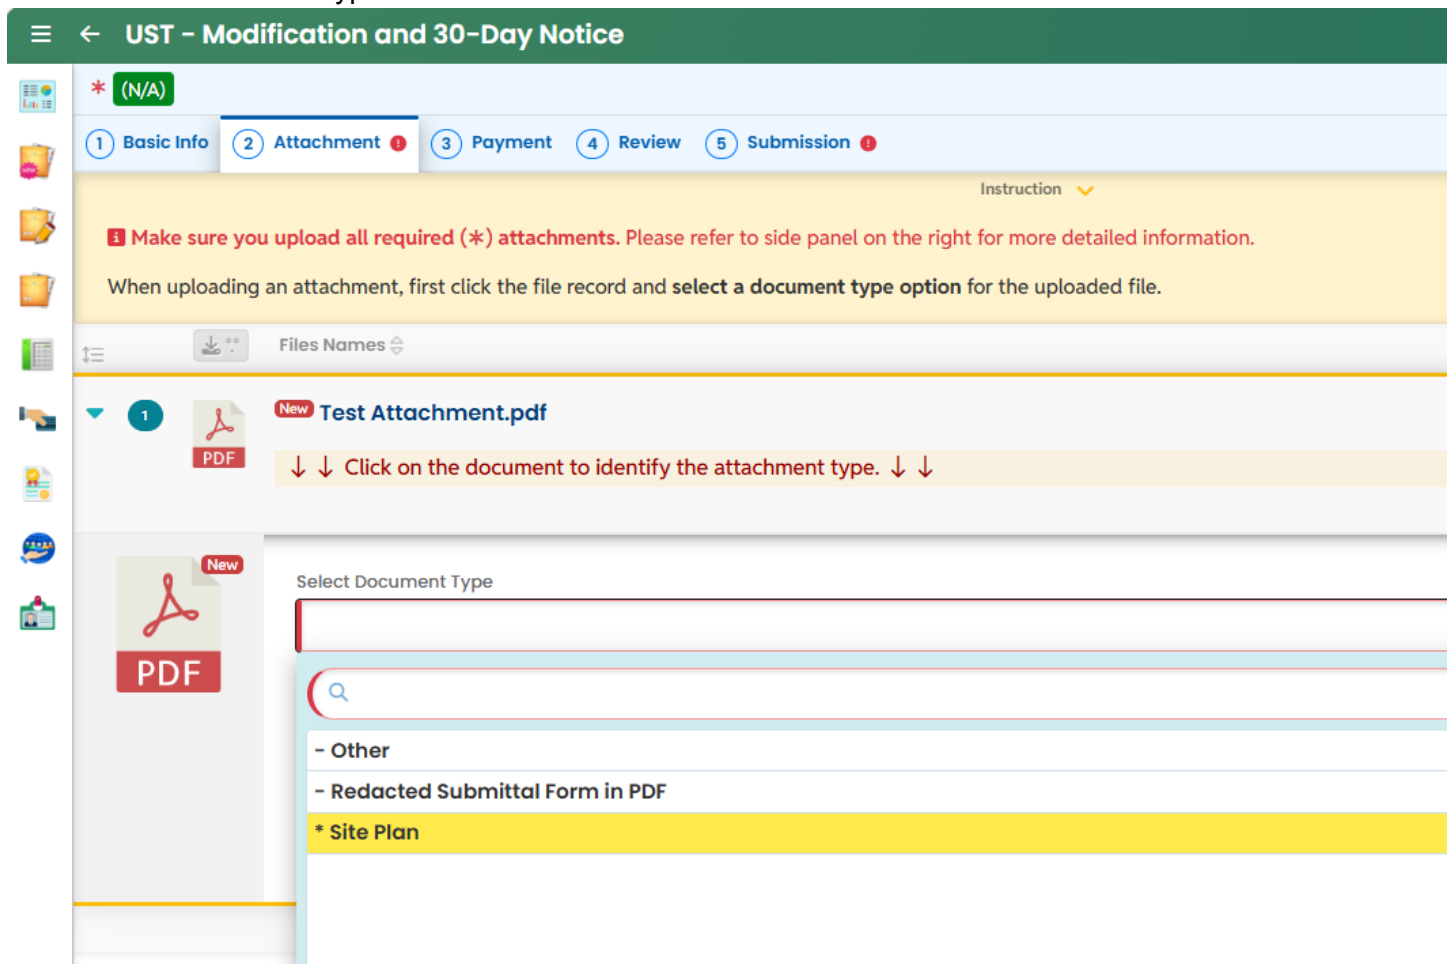 UST - Modification and 30-Day Notice
* (N/A)
1 Basic Info 2 Attachment 3 Payment 4 Review 5 Submission
Instruction
Make sure you upload all required (*) attachments. Please refer to side panel on the right for more detailed information.
When uploading an attachment, first click the file record and select a document type option for the uploaded file.
Files Names
1 PDF New Test Attachment.pdf
↓ ↓ Click on the document to identify the attachment type. ↓ ↓
New
PDF
Select Document Type
- Other
- Redacted Submittal Form in PDF
* Site Plan